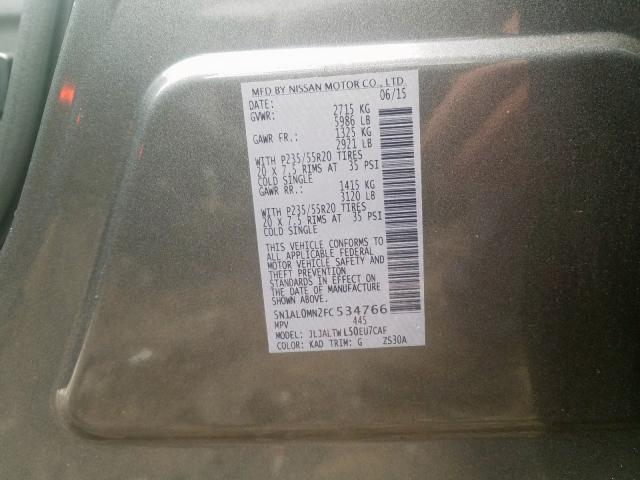 MFD BY NISSAN MOTOR CO., LTD.
DATE: 06/15
GVWR: 2715 KG
5986 LB
GAWR FR.: 1325 KG
2921 LB
WITH P235/55R20 TIRES
20 X 7.5 RIMS AT 35 PSI
COLD SINGLE
GAWR RR.: 1415 KG
3120 LB
WITH P235/55R20 TIRES
20 X 7.5 RIMS AT 35 PSI
COLD SINGLE
THIS VEHICLE CONFORMS TO
ALL APPLICABLE FEDERAL
MOTOR VEHICLE SAFETY AND
THEFT PREVENTION
STANDARDS IN EFFECT ON
THE DATE OF MANUFACTURE
SHOWN ABOVE.
5N1AL0MN2FC534766
MPV 445
MODEL: JLJALTWL50EU7CAF
COLOR: KAD TRIM: G ZS30A